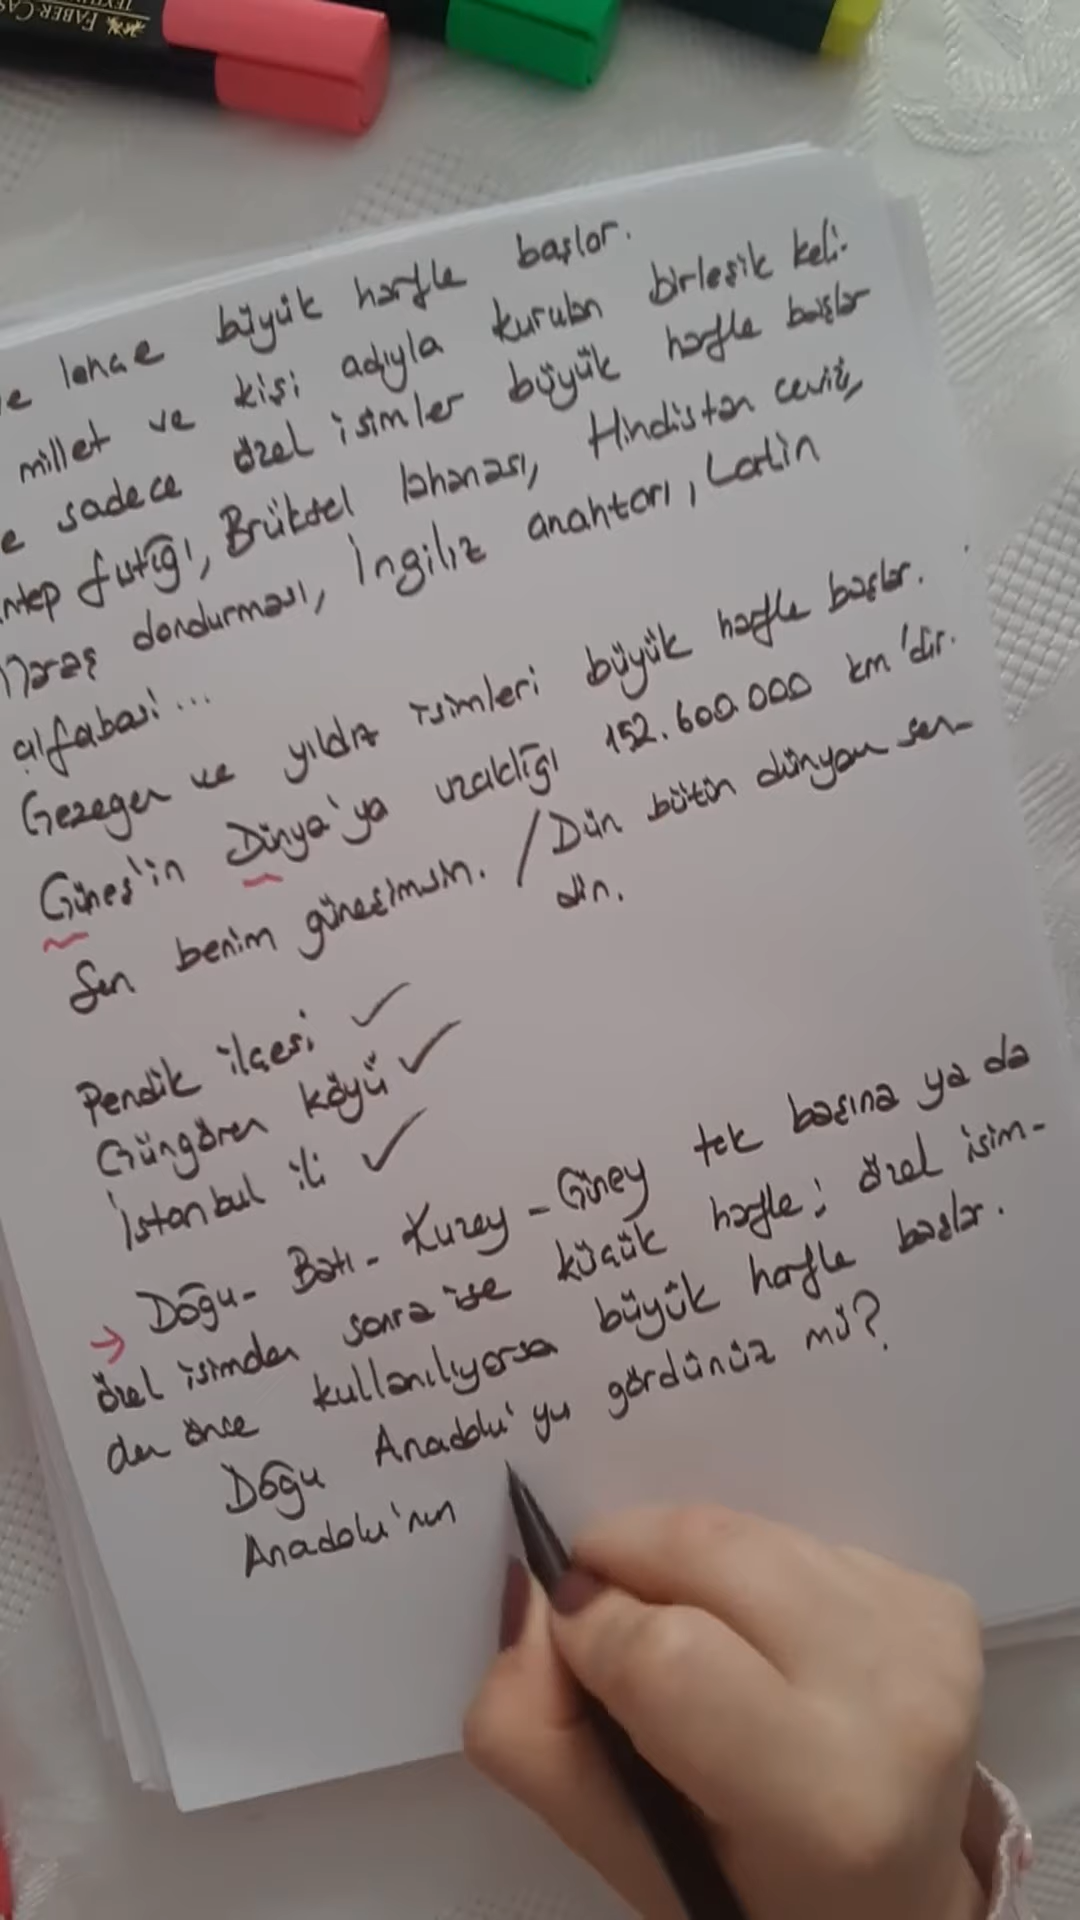 FABER-CAS
lehçe büyük harfle başlar.
millet ve kişi adıyla kurulan birleşik keli-
sadece özel isimler büyük harfle başlar
ntep fıstığı, Brüksel lahanası, Hindistan cevizi,
Maraş dondurması, İngiliz anahtarı, Latin
alfabesi...
Gezegen ve yıldız isimleri büyük harfle başlar.
Güneş'in Dünya'ya uzaklığı 152.600.000 km'dir.
Sen benim güneşimsin. / Dün bütün dünyam sen-
din.
Pendik ilçesi ✓
Güngören köyü ✓
İstanbul ili ✓
→ Doğu - Batı - Kuzey - Güney tek başına ya da
özel isimden sonra ise küçük harfle; özel isim-
den önce kullanılıyorsa büyük harfle başlar.
Doğu Anadolu'yu gördünüz mü?
Anadolu'nun